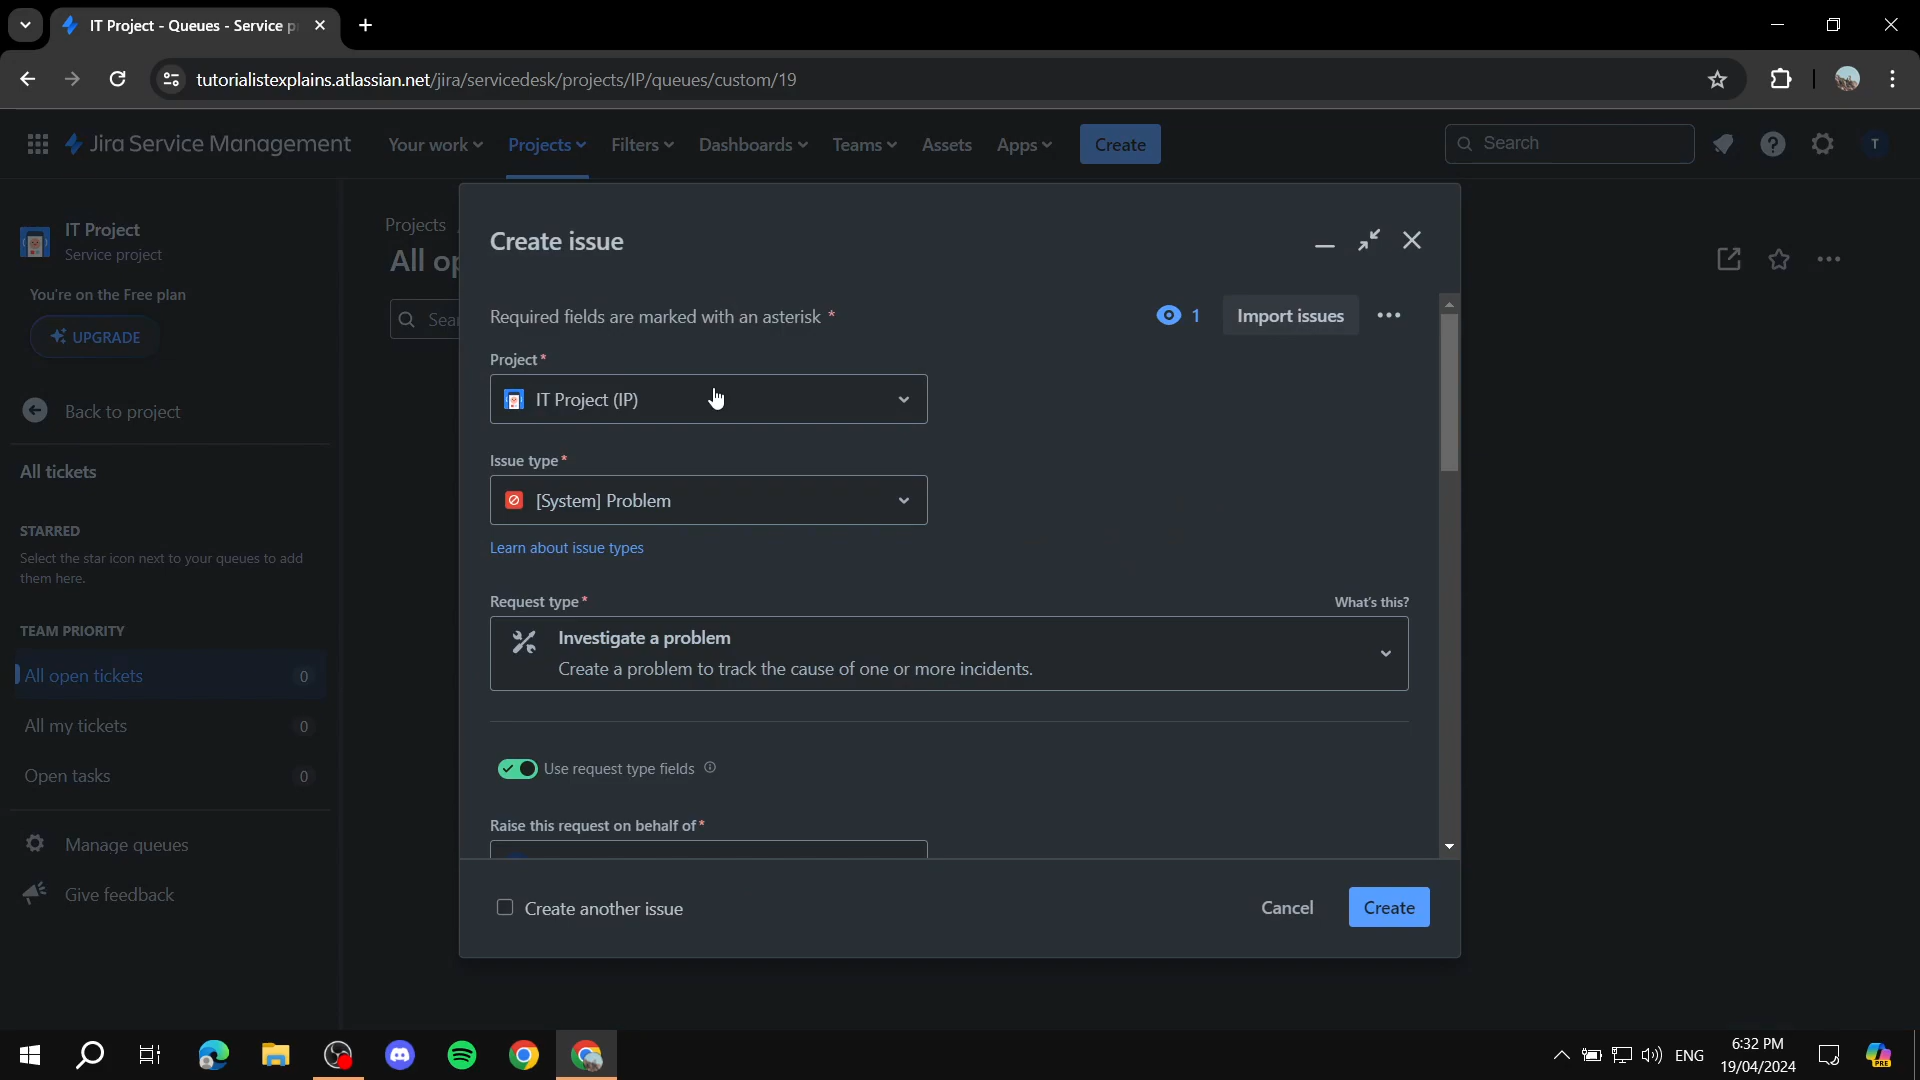 IT Project - Queues - Service p
tutorialistexplains.atlassian.net/jira/servicedesk/projects/IP/queues/custom/19
Jira Service Management
Your work
Projects
Filters
Dashboards
Teams
Assets
Apps
Create
Search
T
IT Project
Service project
You're on the Free plan
UPGRADE
Back to project
All tickets
STARRED
Select the star icon next to your queues to add
them here.
TEAM PRIORITY
All open tickets 0
All my tickets 0
Open tasks 0
Manage queues
Give feedback
Projects
All op
Sear
Create issue
Required fields are marked with an asterisk *
1
Import issues
Project *
IT Project (IP)
Issue type *
[System] Problem
Learn about issue types
Request type *
What's this?
Investigate a problem
Create a problem to track the cause of one or more incidents.
Use request type fields
Raise this request on behalf of *
Create another issue
Cancel
Create
ENG
6:32 PM
19/04/2024
PRE